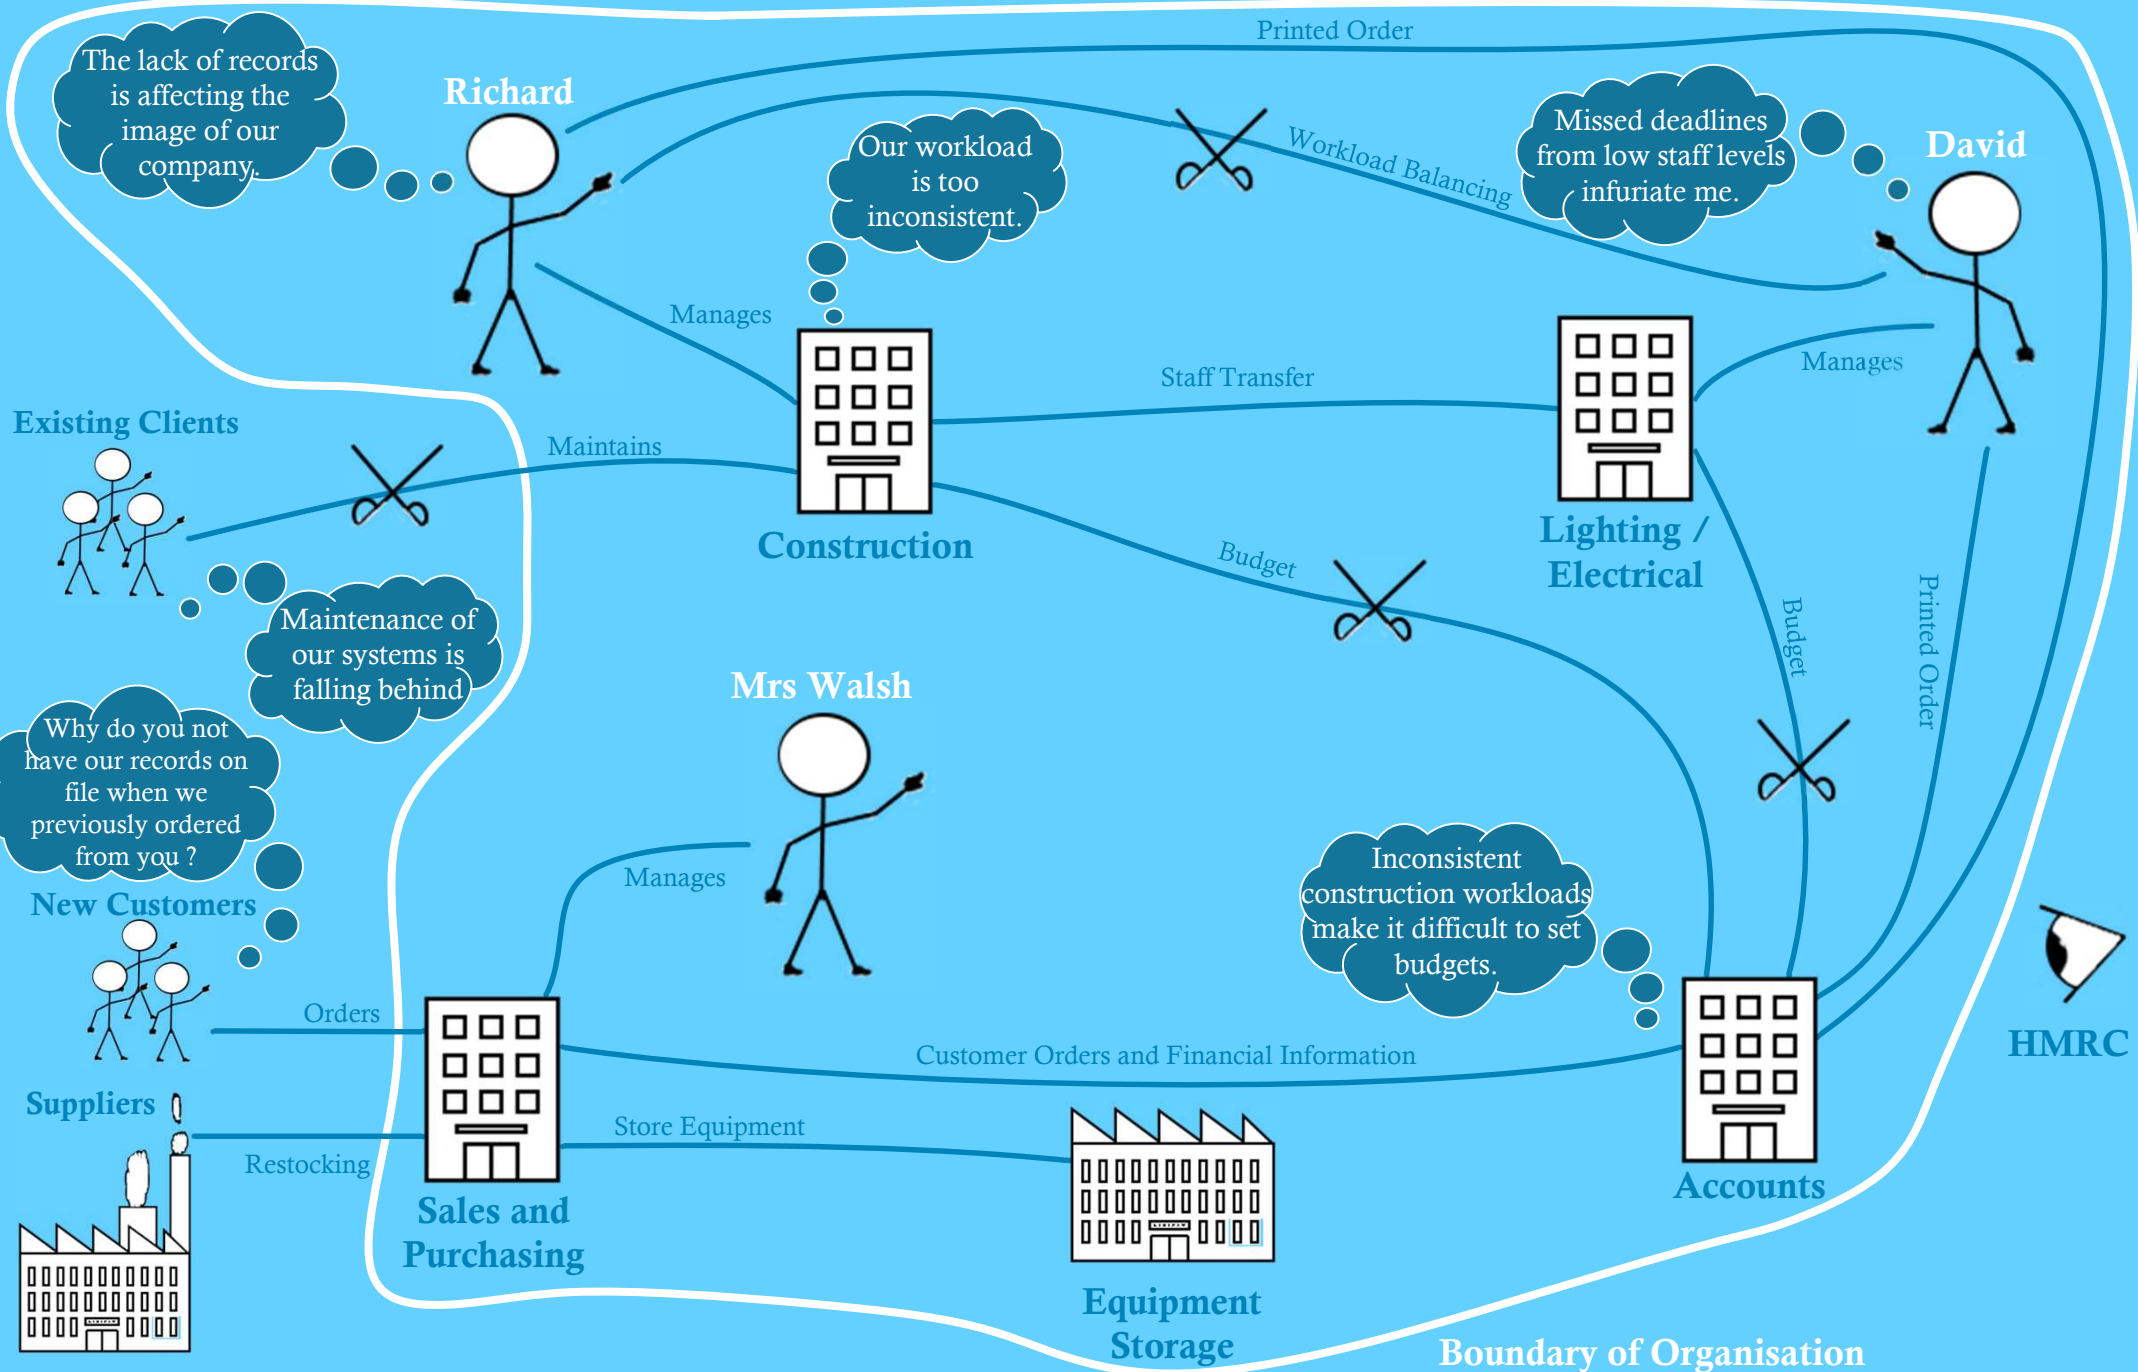 Printed Order
The lack of records
is affecting the
image of our
company.
Richard
Our workload
is too
inconsistent.
Workload Balancing
Missed deadlines
from low staff levels
infuriate me.
David
Manages
Staff Transfer
Manages
Existing Clients
Maintains
Construction
Budget
Lighting /
Electrical
Budget
Printed Order
Maintenance of
our systems is
falling behind
Mrs Walsh
Why do you not
have our records on
file when we
previously ordered
from you ?
Manages
New Customers
Inconsistent
construction workloads
make it difficult to set
budgets.
Orders
Customer Orders and Financial Information
HMRC
Suppliers
Store Equipment
Restocking
Accounts
Sales and
Purchasing
Equipment
Storage
Boundary of Organisation